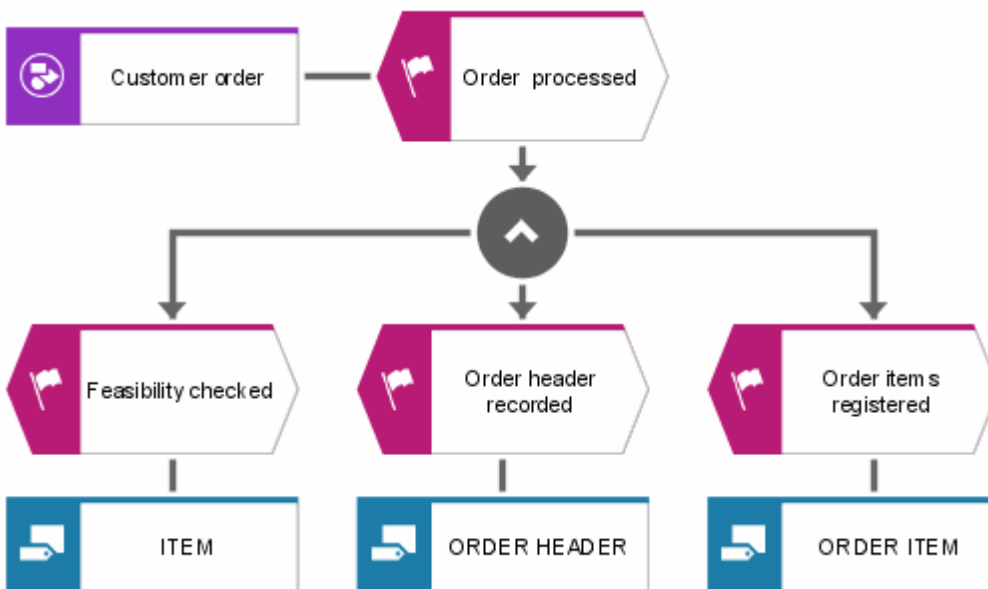 Customer order
Order processed
Feasibility checked
Order header
recorded
Order items
registered
ITEM
ORDER HEADER
ORDER ITEM